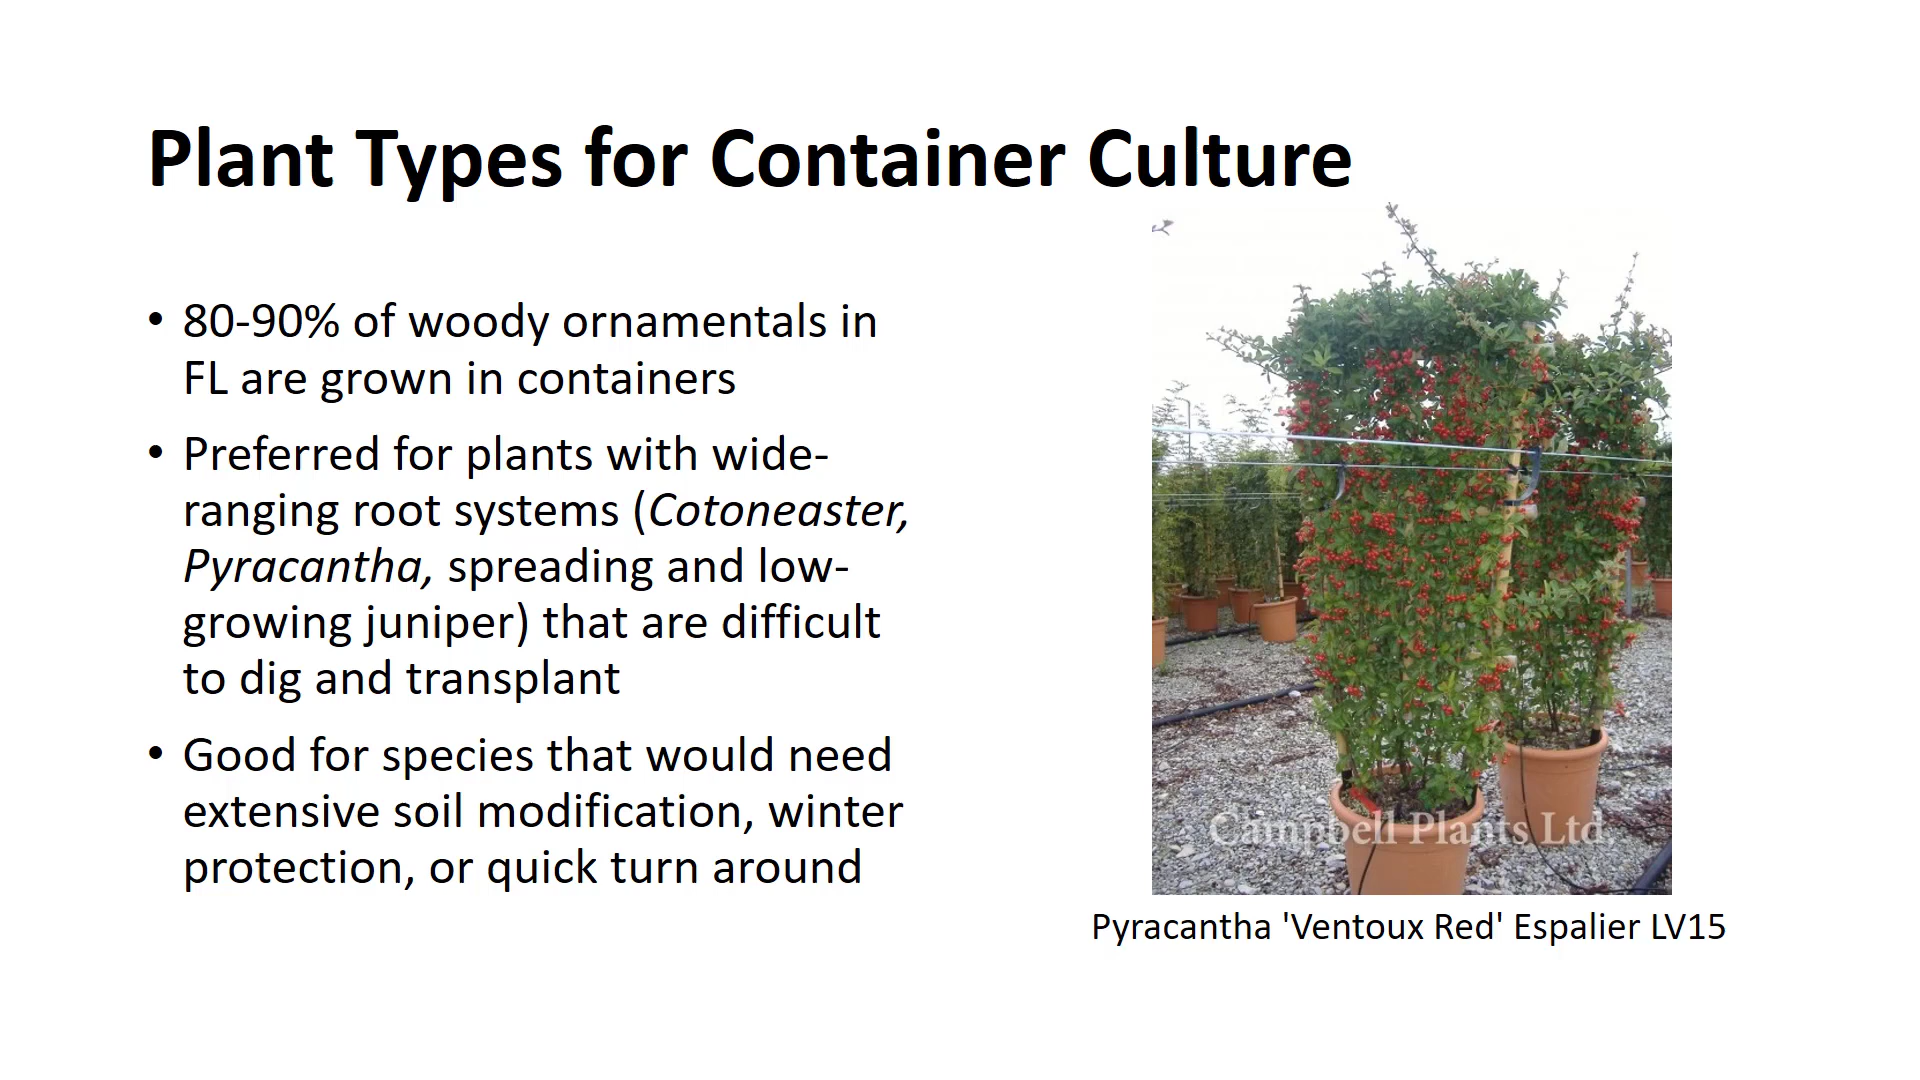 Plant Types for Container Culture
• 80-90% of woody ornamentals in
FL are grown in containers
• Preferred for plants with wide-
ranging root systems (Cotoneaster,
Pyracantha, spreading and low-
growing juniper) that are difficult
to dig and transplant
• Good for species that would need
extensive soil modification, winter
protection, or quick turn around
Campbell Plants Ltd.
Pyracantha 'Ventoux Red' Espalier LV15